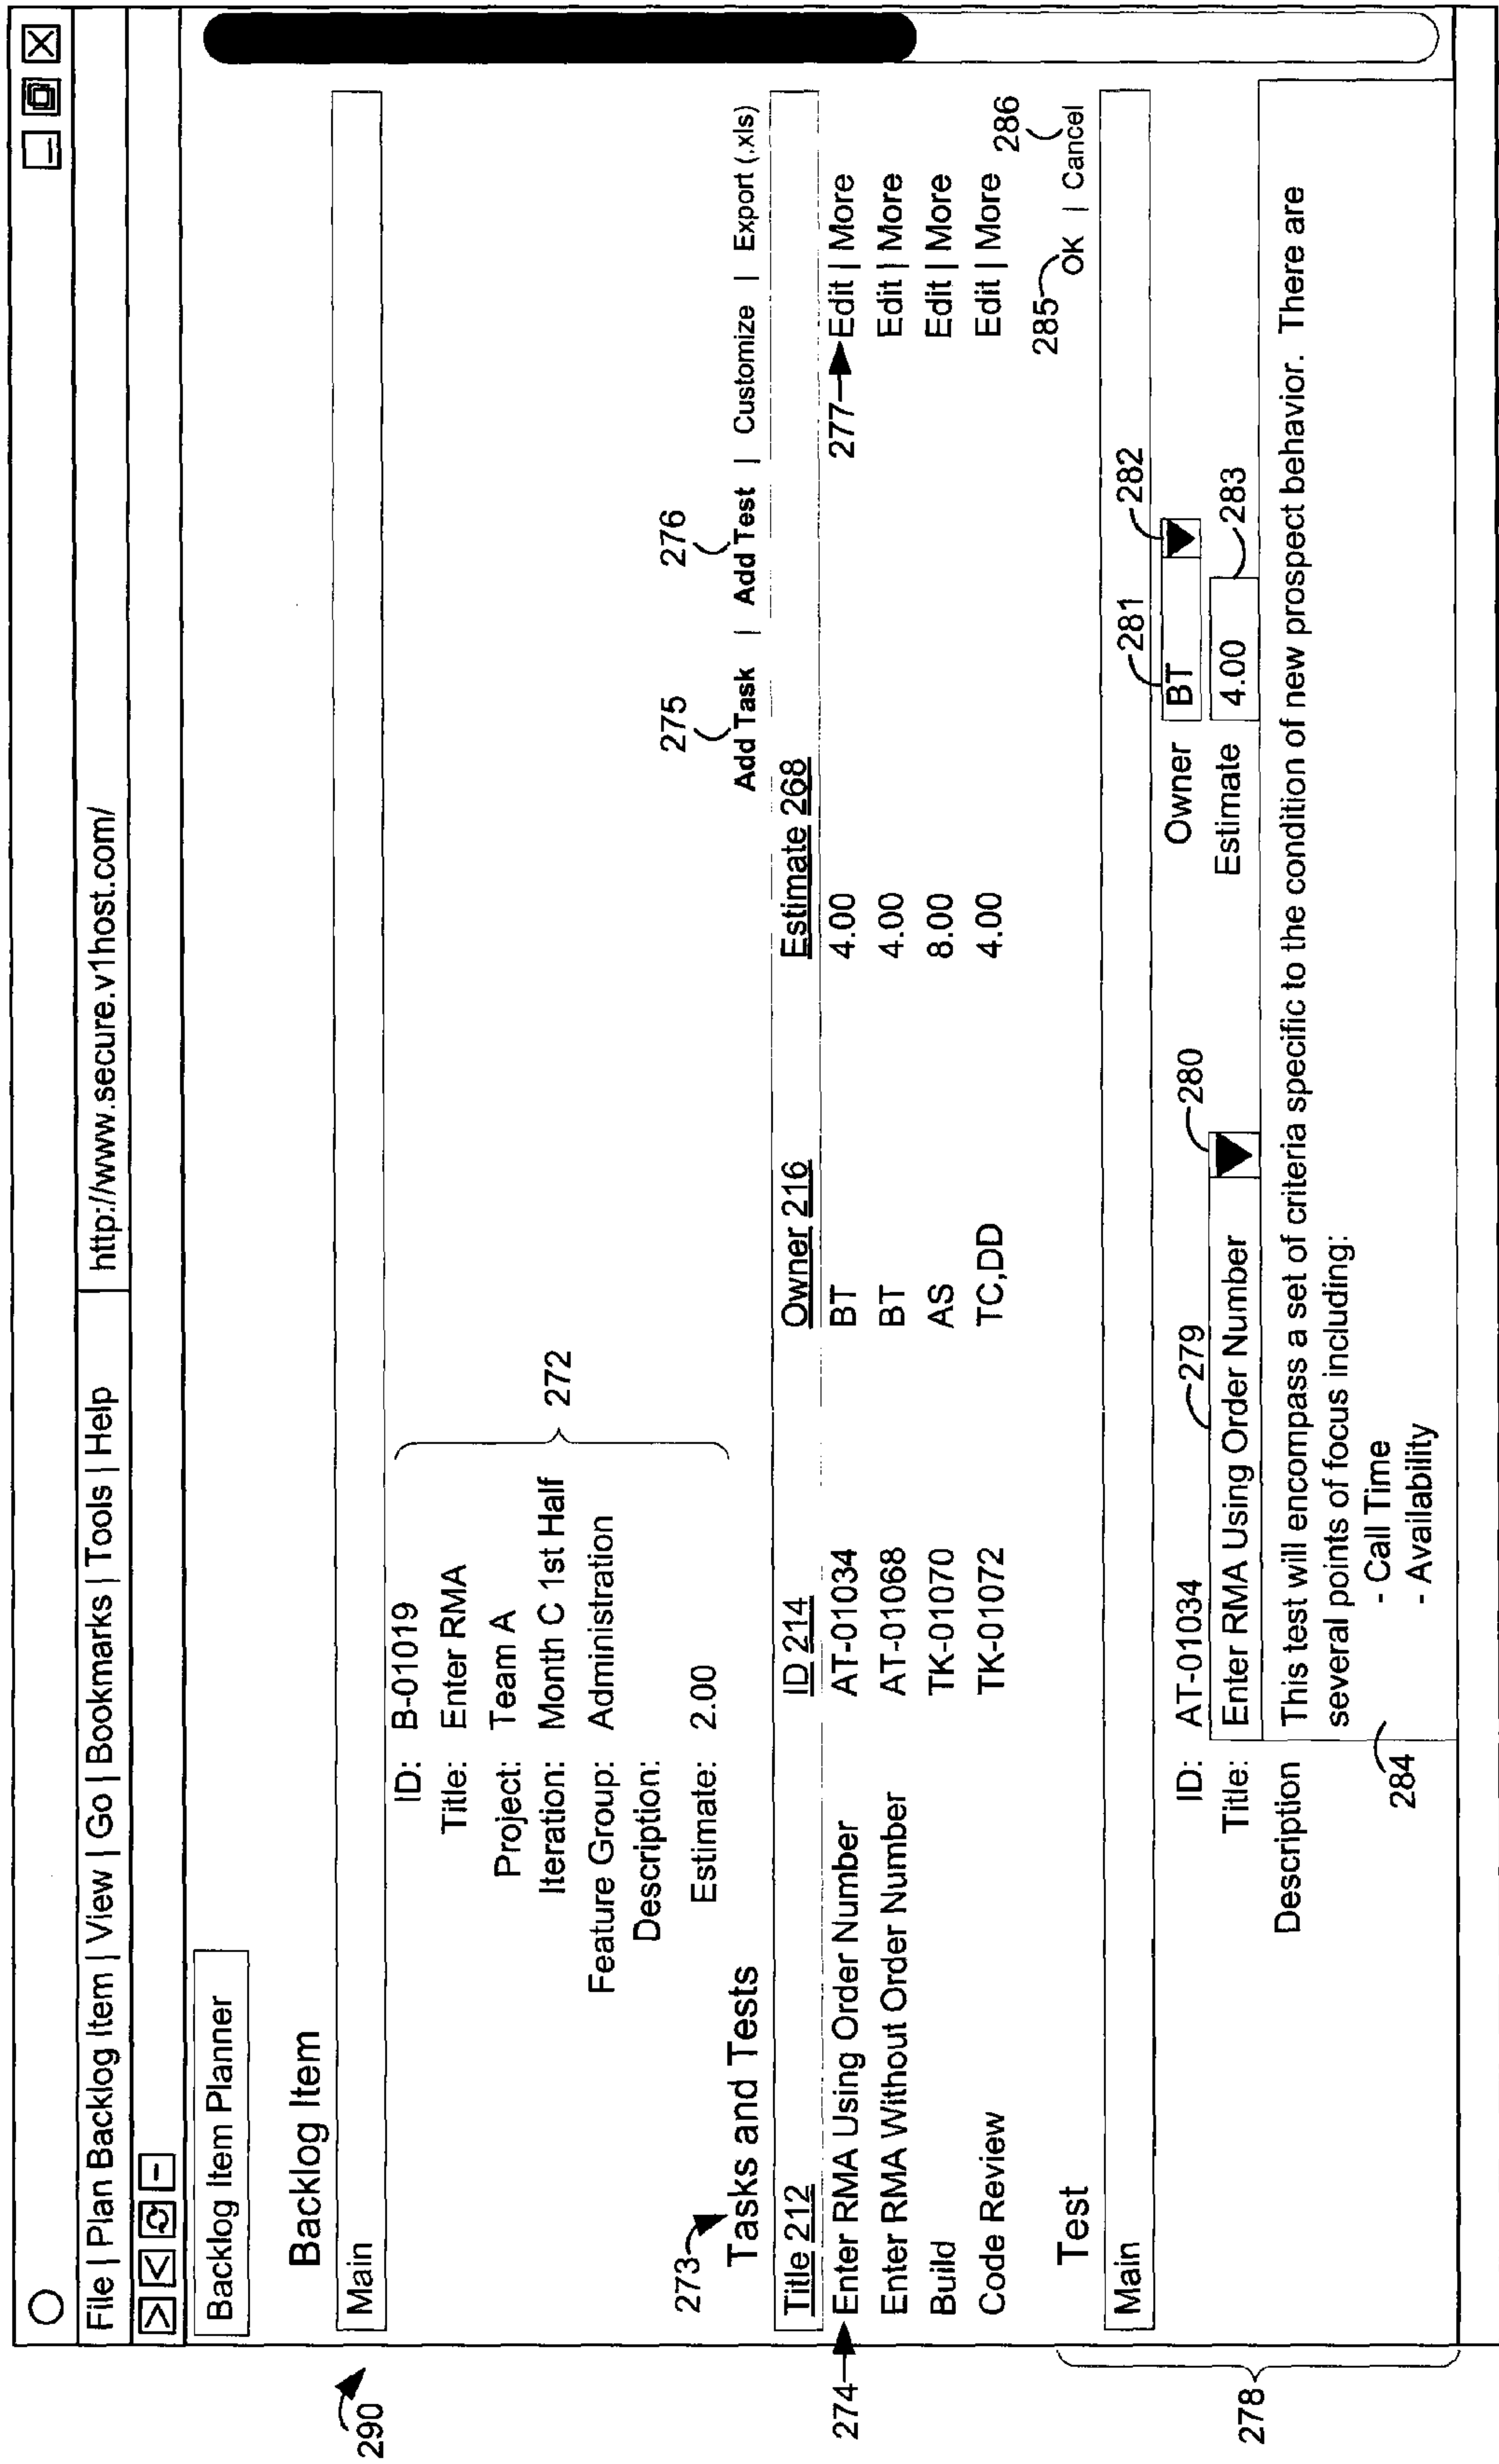 File | Plan Backlog Item | View | Go | Bookmarks | Tools | Help http://www.secure.v1host.com/
Backlog Item Planner
290
Backlog Item
Main
ID: B-01019
Title: Enter RMA
Project: Team A
Iteration: Month C 1st Half
272
Feature Group: Administration
Description:
Estimate: 2.00
273
275
276
Tasks and Tests
Add Task | Add Test | Customize | Export (.xls)
Title 212 ID 214 Owner 216 Estimate 268
274 Enter RMA Using Order Number AT-01034 BT 4.00 277 Edit | More
Enter RMA Without Order Number AT-01068 BT 4.00 Edit | More
Build TK-01070 AS 8.00 Edit | More
Code Review TK-01072 TC,DD 4.00 Edit | More
285
286
Test
OK | Cancel
Main
278
279
280
281
282
ID: AT-01034 Owner BT
Title: Enter RMA Using Order Number Estimate 4.00 283
Description This test will encompass a set of criteria specific to the condition of new prospect behavior. There are
several points of focus including:
- Call Time
- Availability
284